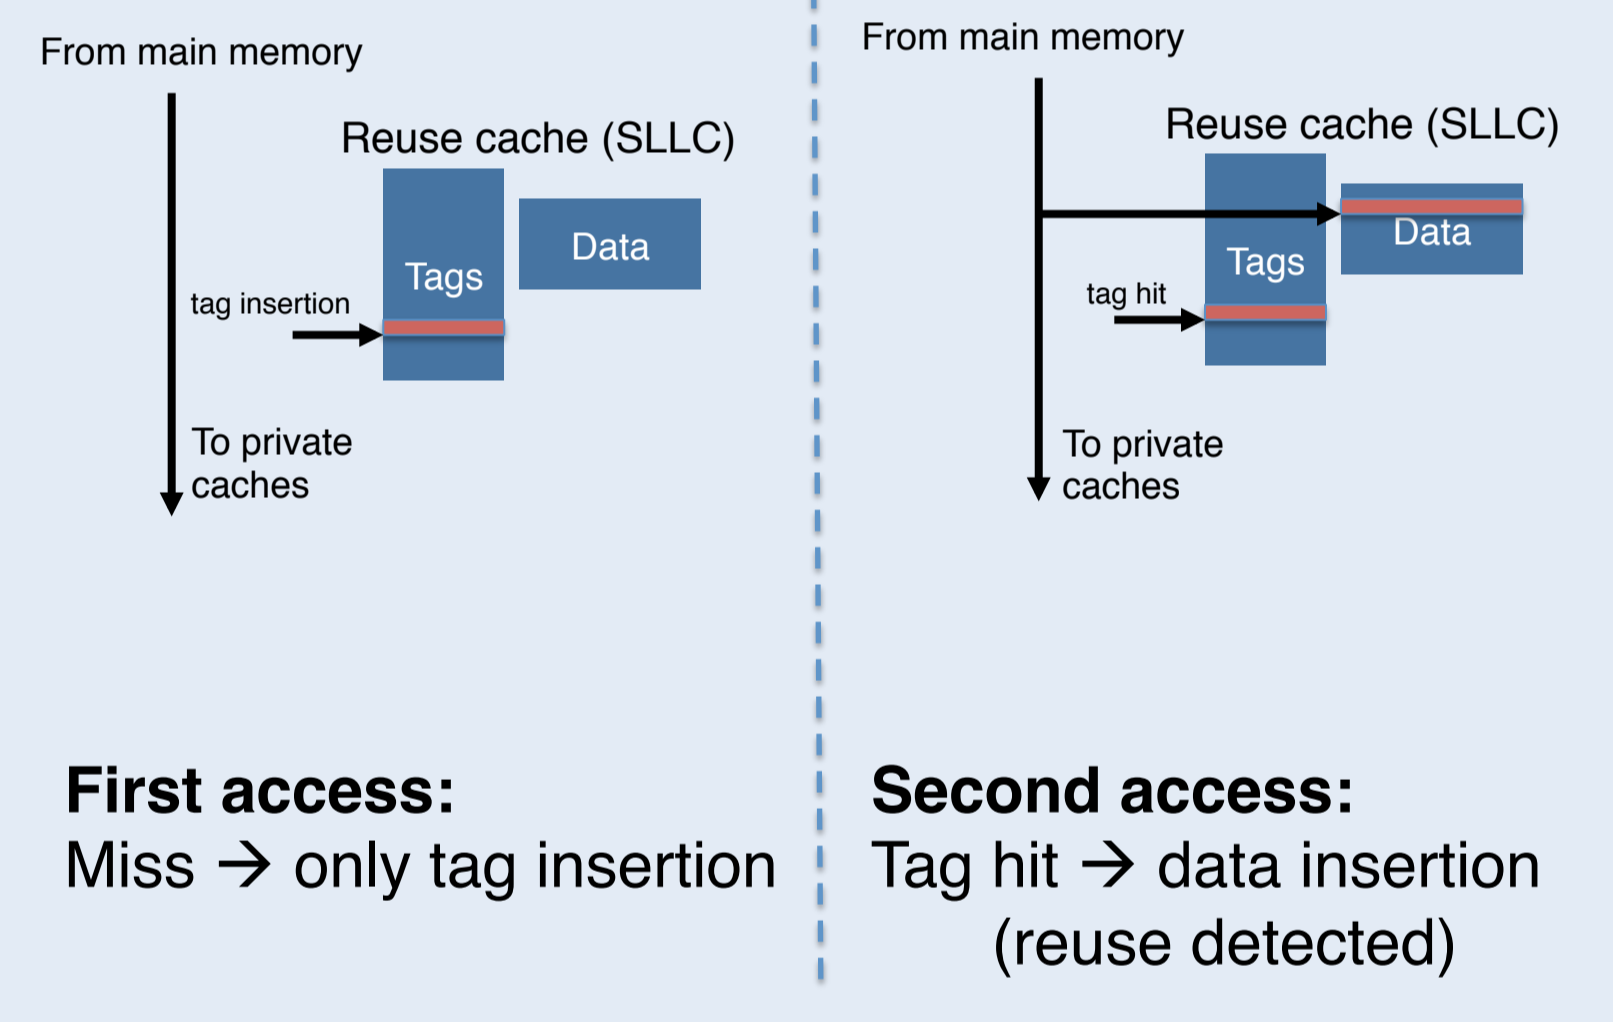 From main memory
Reuse cache (SLLC)
Tags
Data
tag insertion
To private
caches
First access:
Miss → only tag insertion
From main memory
Reuse cache (SLLC)
Tags
Data
tag hit
To private
caches
Second access:
Tag hit → data insertion
(reuse detected)